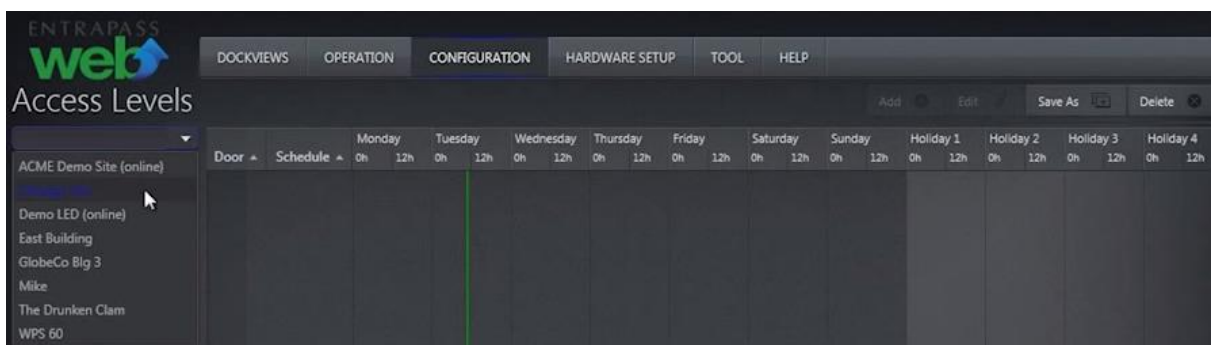 ENTRAPASS
web
DOCKVIEWS OPERATION CONFIGURATION HARDWARE SETUP TOOL HELP
Access Levels
Add Edit Save As Delete
Monday Tuesday Wednesday Thursday Friday Saturday Sunday Holiday 1 Holiday 2 Holiday 3 Holiday 4
Door Schedule 0h 12h 0h 12h 0h 12h 0h 12h 0h 12h 0h 12h 0h 12h 0h 12h 0h 12h 0h 12h 0h 12h
ACME Demo Site (online)
Demo LED (online)
East Building
GlobeCo Blg 3
Mike
The Drunken Clam
WPS 60